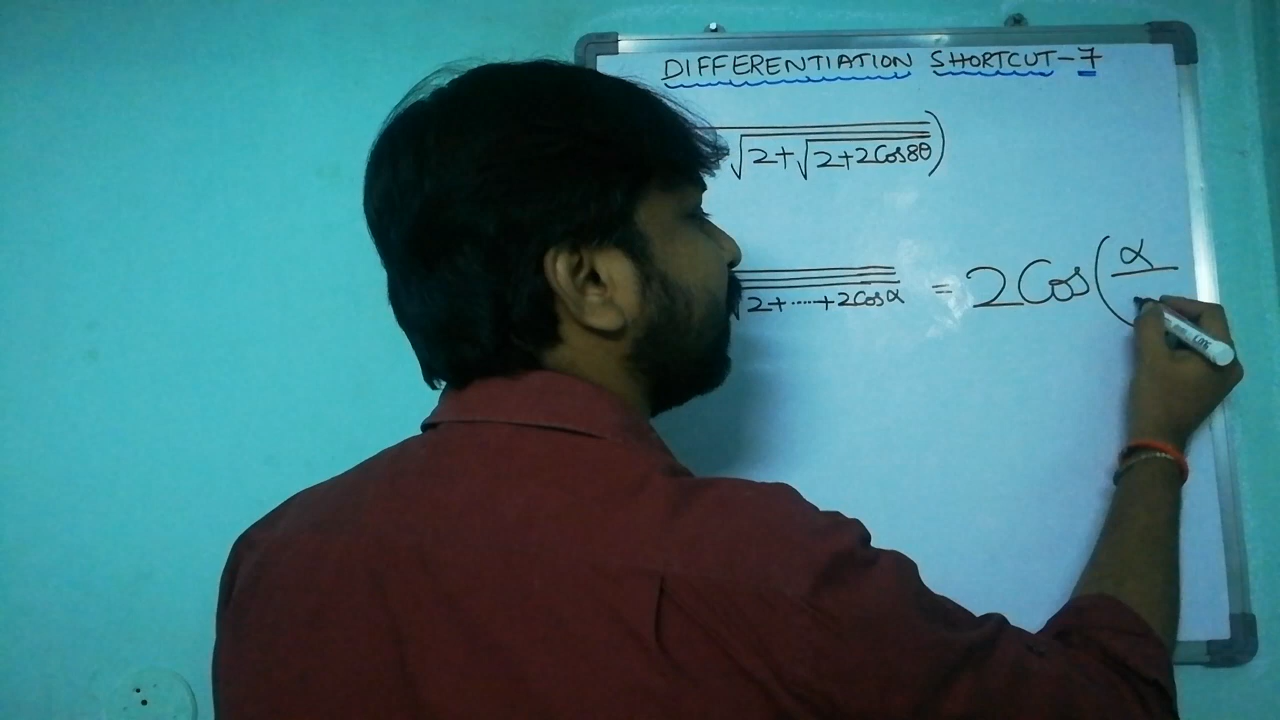 DIFFERENTIATION SHORTCUT-7
√2+√2+2Cos8θ)
√2+.....+2Cosα = 2Cos(α/